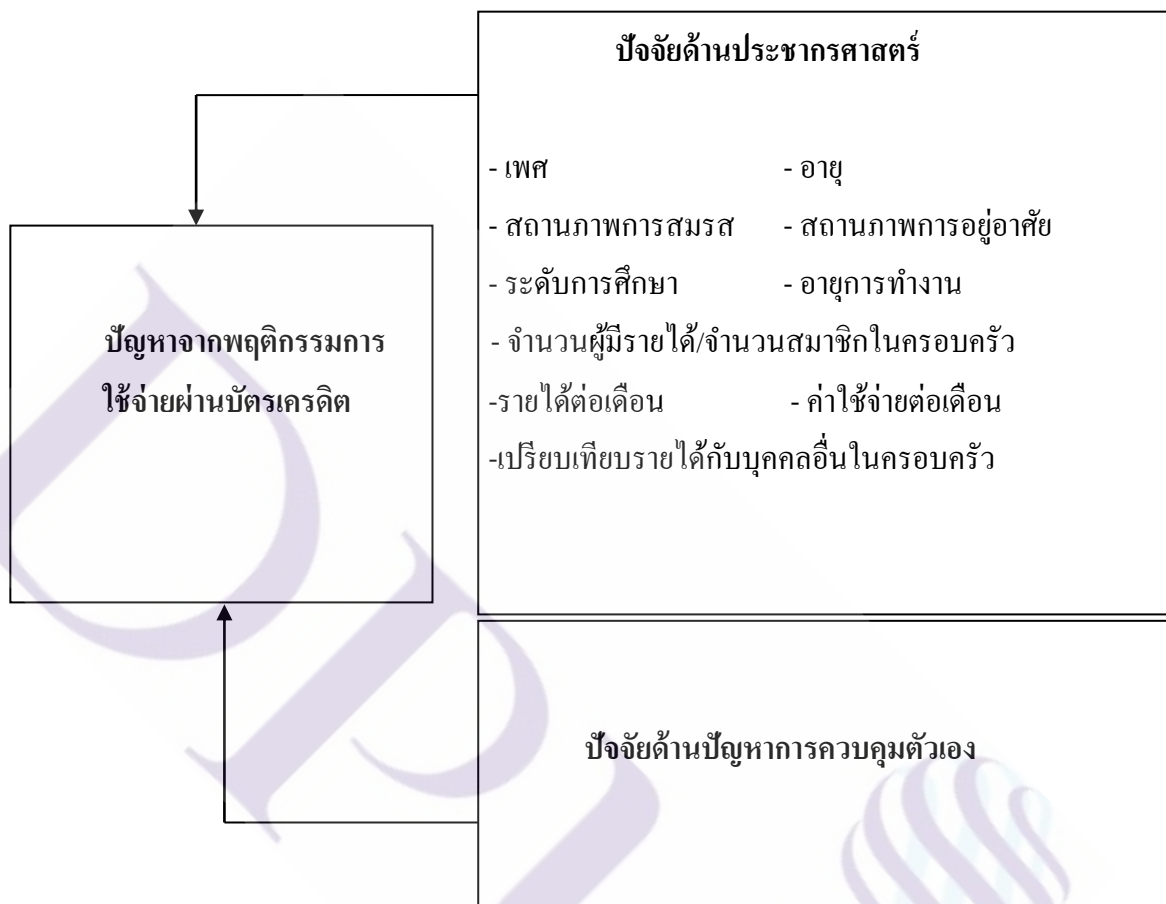 ปัจจัยด้านประชากรศาสตร์
- เพศ - อายุ
- สถานภาพการสมรส - สถานภาพการอยู่อาศัย
- ระดับการศึกษา - อายุการทำงาน
- จำนวนผู้มีรายได้/จำนวนสมาชิกในครอบครัว
-รายได้ต่อเดือน - ค่าใช้จ่ายต่อเดือน
-เปรียบเทียบรายได้กับบุคคลอื่นในครอบครัว
ปัญหาจากพฤติกรรมการ
ใช้จ่ายผ่านบัตรเครดิต
ปัจจัยด้านปัญหาการควบคุมตัวเอง
DP